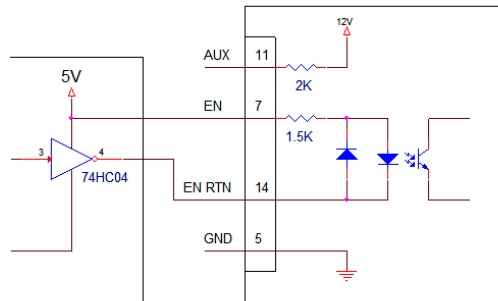 12V
AUX 11
2K
5V
EN 7
1.5K
3 4
74HC04
EN RTN 14
GND 5